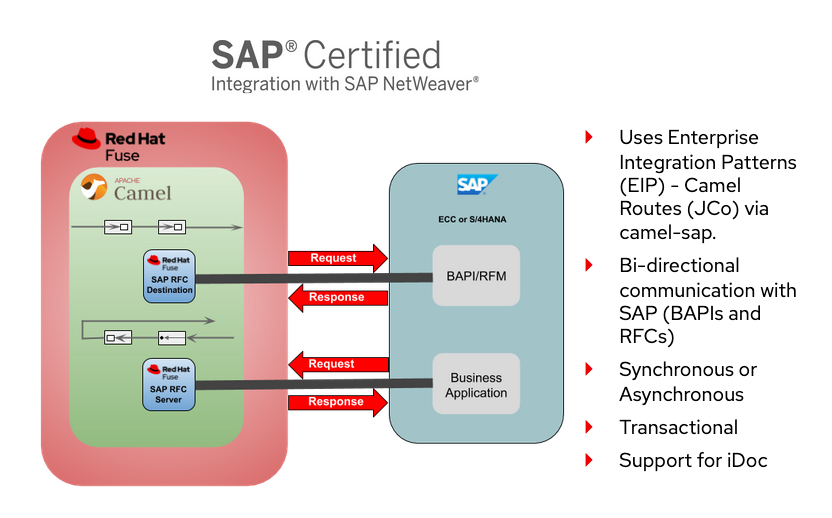 SAP® Certified
Integration with SAP NetWeaver®
Red Hat
Fuse
APACHE
Camel
Red Hat
Fuse
SAP RFC
Destination
Red Hat
Fuse
SAP RFC
Server
Request
Response
Request
Response
SAP
ECC or S/4HANA
BAPI/RFM
Business
Application
Uses Enterprise
Integration Patterns
(EIP) - Camel
Routes (JCo) via
camel-sap.
Bi-directional
communication with
SAP (BAPIs and
RFCs)
Synchronous or
Asynchronous
Transactional
Support for iDoc